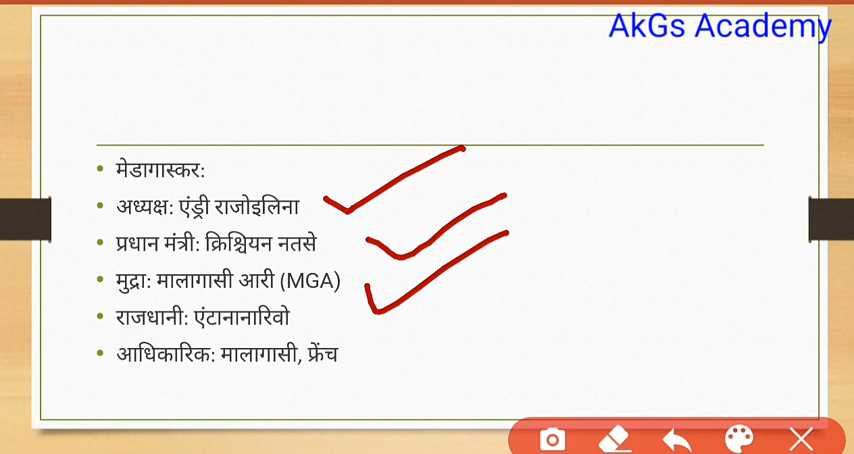 AkGs Academy
मेडागास्कर:
अध्यक्ष: एंड्री राजोइलिना
प्रधान मंत्री: क्रिश्चियन नतसे
मुद्रा: मालागासी आरी (MGA)
राजधानी: एंटानानारिवो
आधिकारिक: मालागासी, फ्रेंच